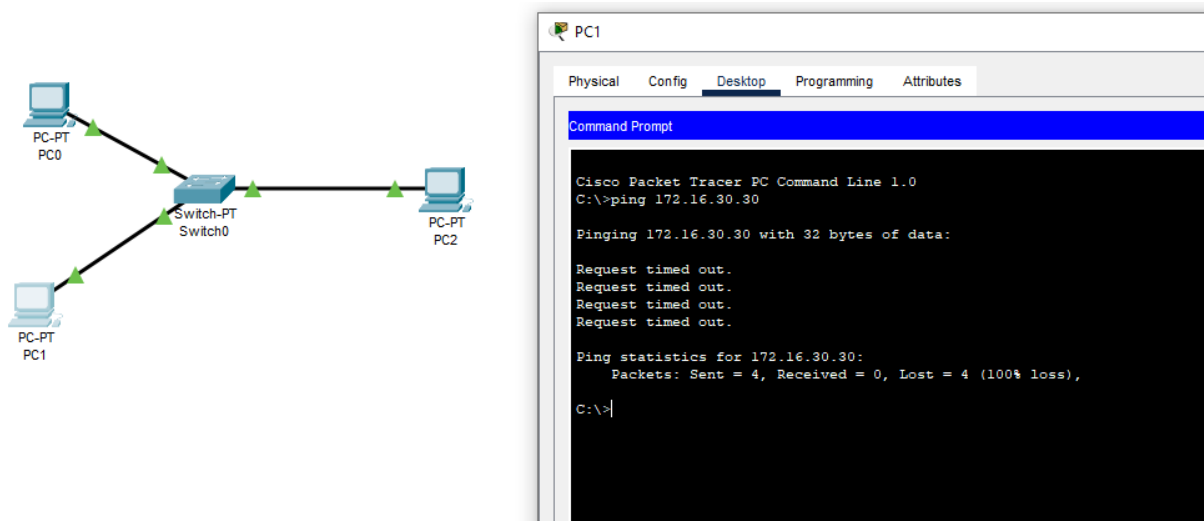 PC-PT
PC0
Switch-PT
Switch0
PC-PT
PC2
PC-PT
PC1
PC1
Physical Config Desktop Programming Attributes
Command Prompt
Cisco Packet Tracer PC Command Line 1.0
C:\>ping 172.16.30.30
Pinging 172.16.30.30 with 32 bytes of data:
Request timed out.
Request timed out.
Request timed out.
Request timed out.
Ping statistics for 172.16.30.30:
    Packets: Sent = 4, Received = 0, Lost = 4 (100% loss),
C:\>